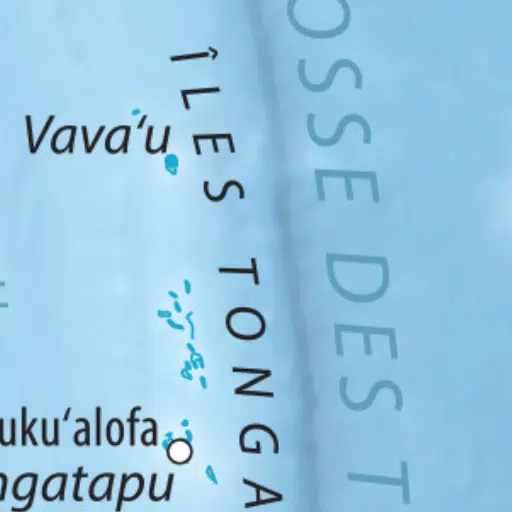 ÎLES TONGA
OSSE DES T
Vava‘u
uku‘alofa
ngatapu